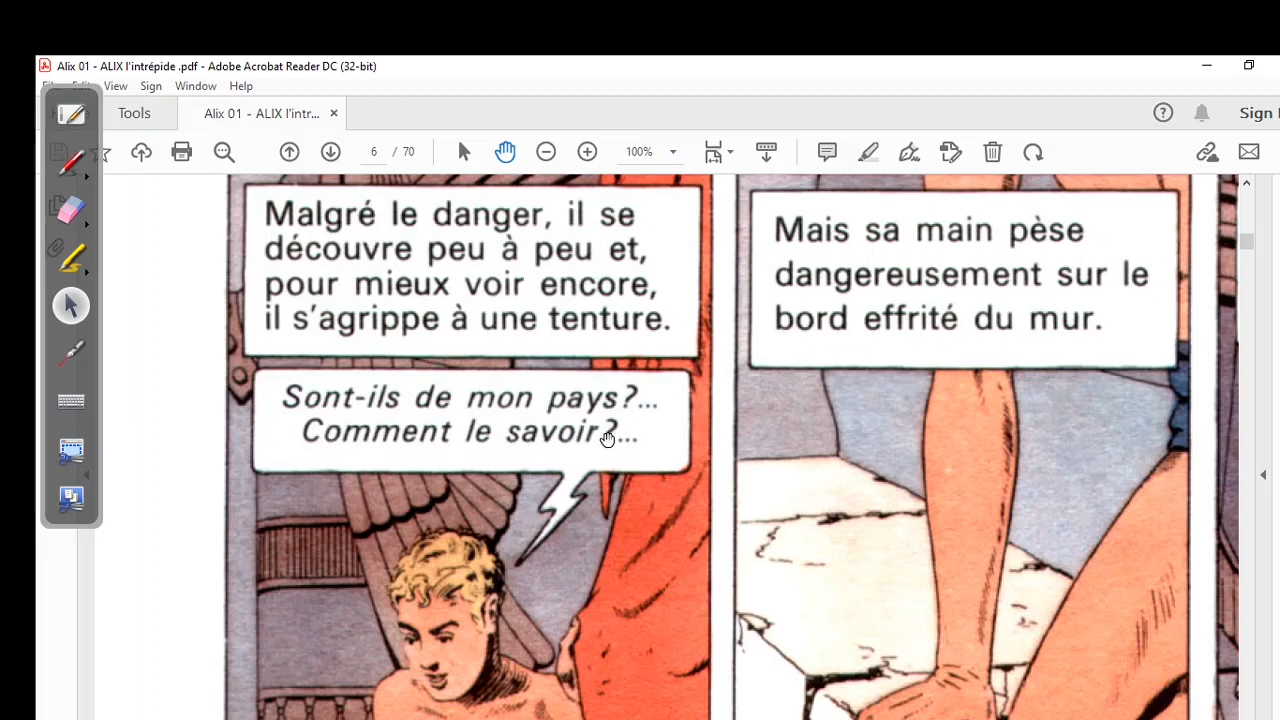 Alix 01 - ALIX l'intrépide .pdf - Adobe Acrobat Reader DC (32-bit)
View Sign Window Help
Tools Alix 01 - ALIX l'intr... × Sign
6 / 70 100%
Malgré le danger, il se
découvre peu à peu et,
pour mieux voir encore,
il s'agrippe à une tenture.
Sont-ils de mon pays?...
Comment le savoir?...
Mais sa main pèse
dangereusement sur le
bord effrité du mur.